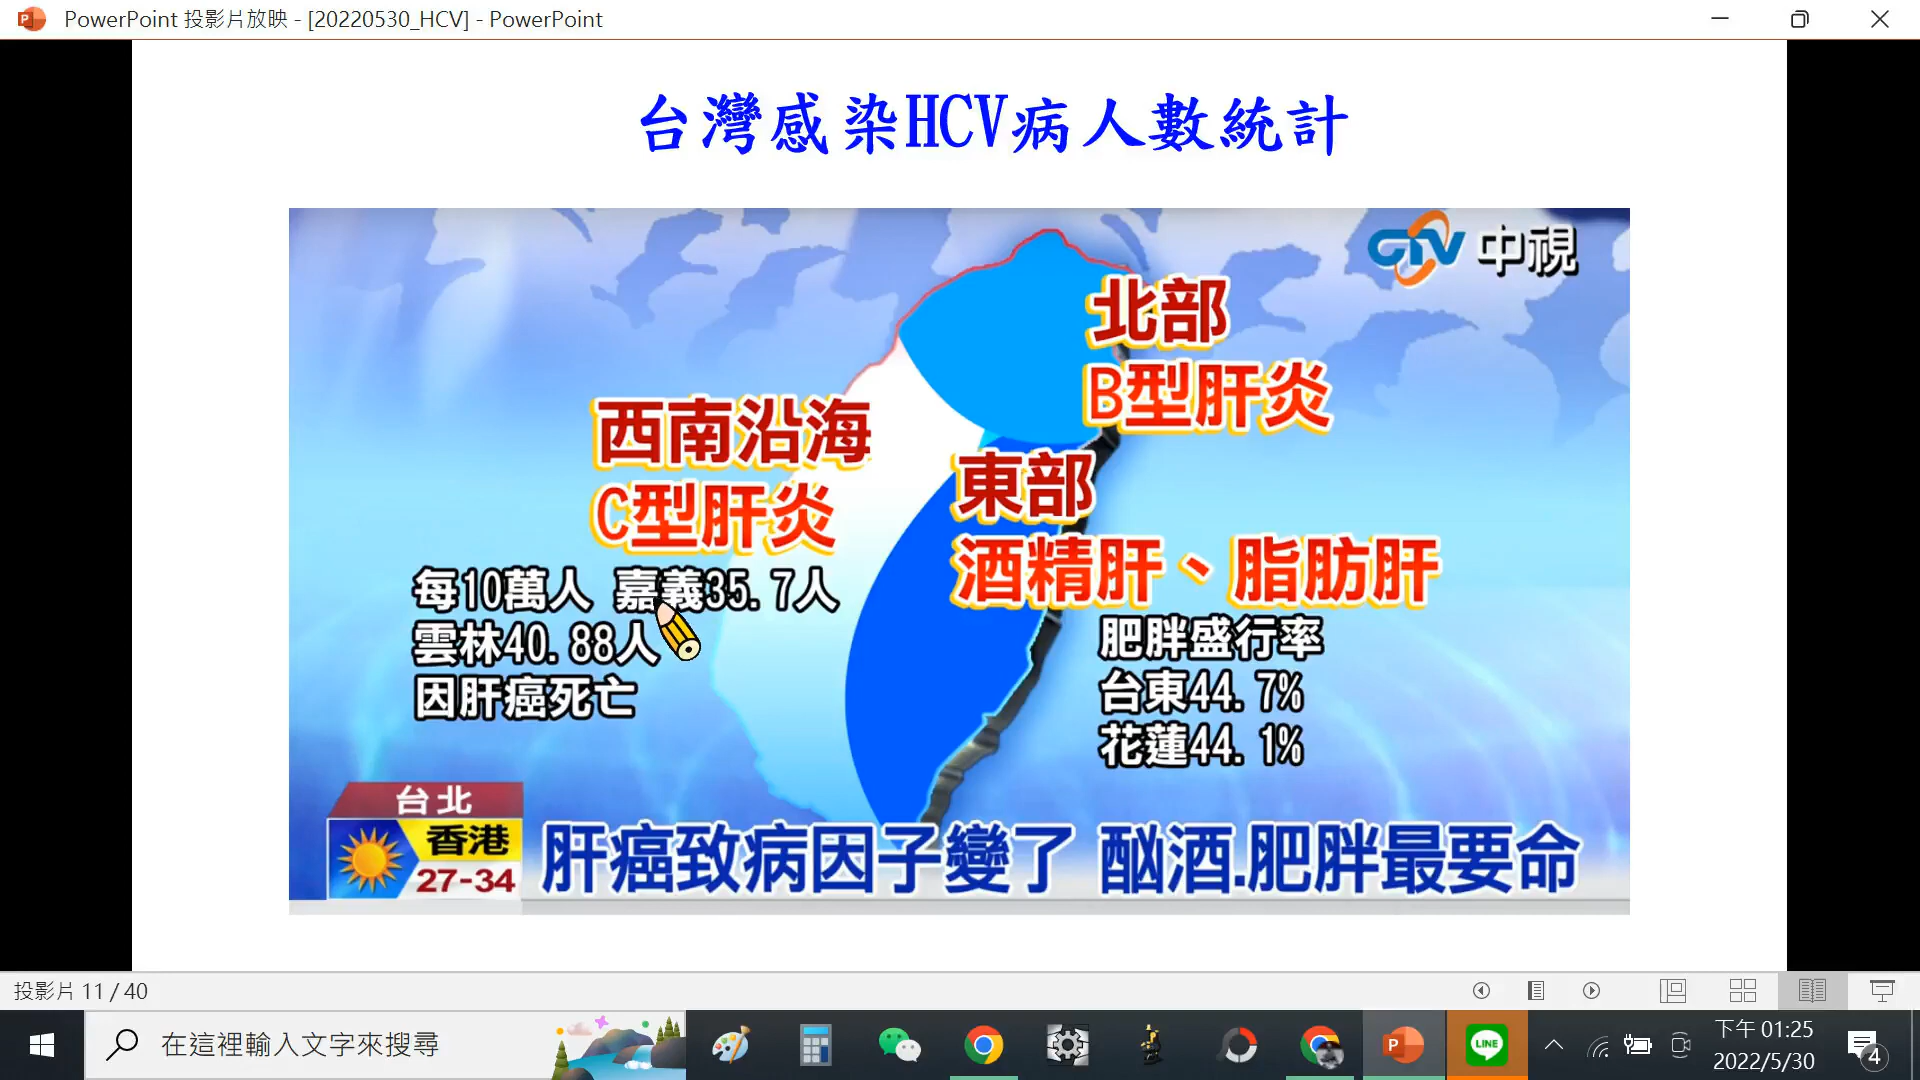 PowerPoint 投影片放映 - [20220530_HCV] - PowerPoint
台灣感染HCV病人數統計
CTV 中視
北部
B型肝炎
西南沿海
C型肝炎
每10萬人 嘉義35.7人
雲林40.88人
因肝癌死亡
東部
酒精肝、脂肪肝
肥胖盛行率
台東44.7%
花蓮44.1%
台北
香港
27-34
肝癌致病因子變了 酗酒.肥胖最要命
投影片 11 / 40
在這裡輸入文字來搜尋
P
LINE
下午 01:25
2022/5/30
4